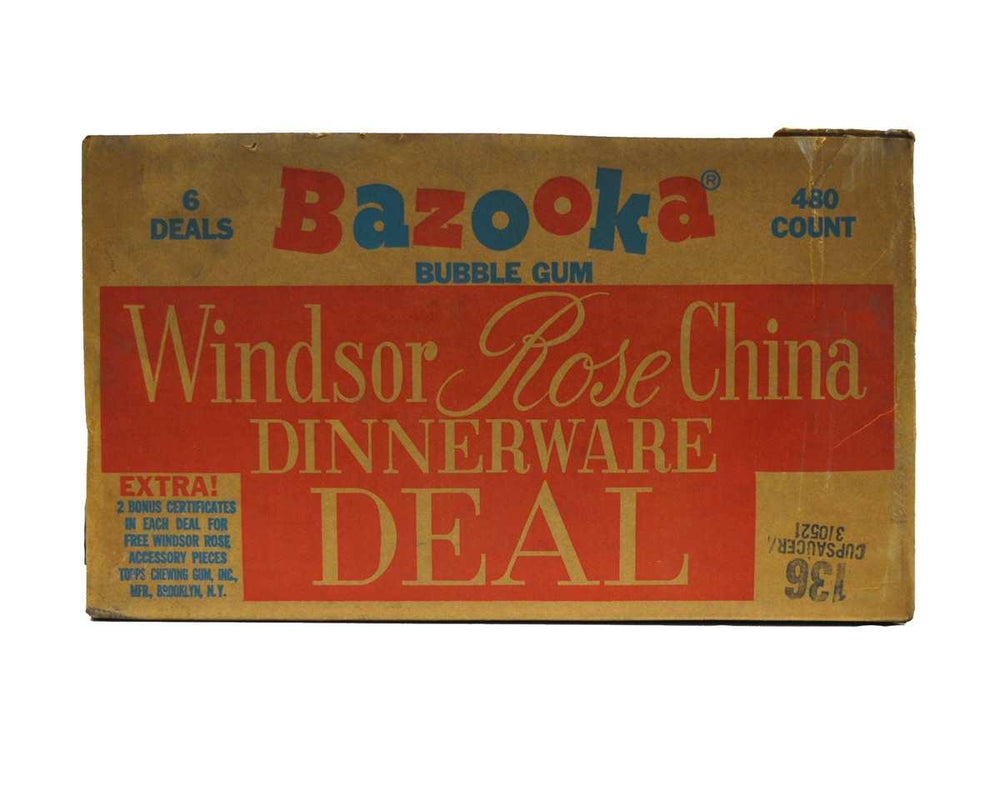 6
DEALS
Bazooka®
BUBBLE GUM
480
COUNT
Windsor Rose China
DINNERWARE
DEAL
EXTRA!
2 BONUS CERTIFICATES
IN EACH DEAL FOR
FREE WINDSOR ROSE
ACCESSORY PIECES
TOPPS CHEWING GUM, INC.,
MFR., BROOKLYN, N.Y.
136
CUPSAUCER/.
310521